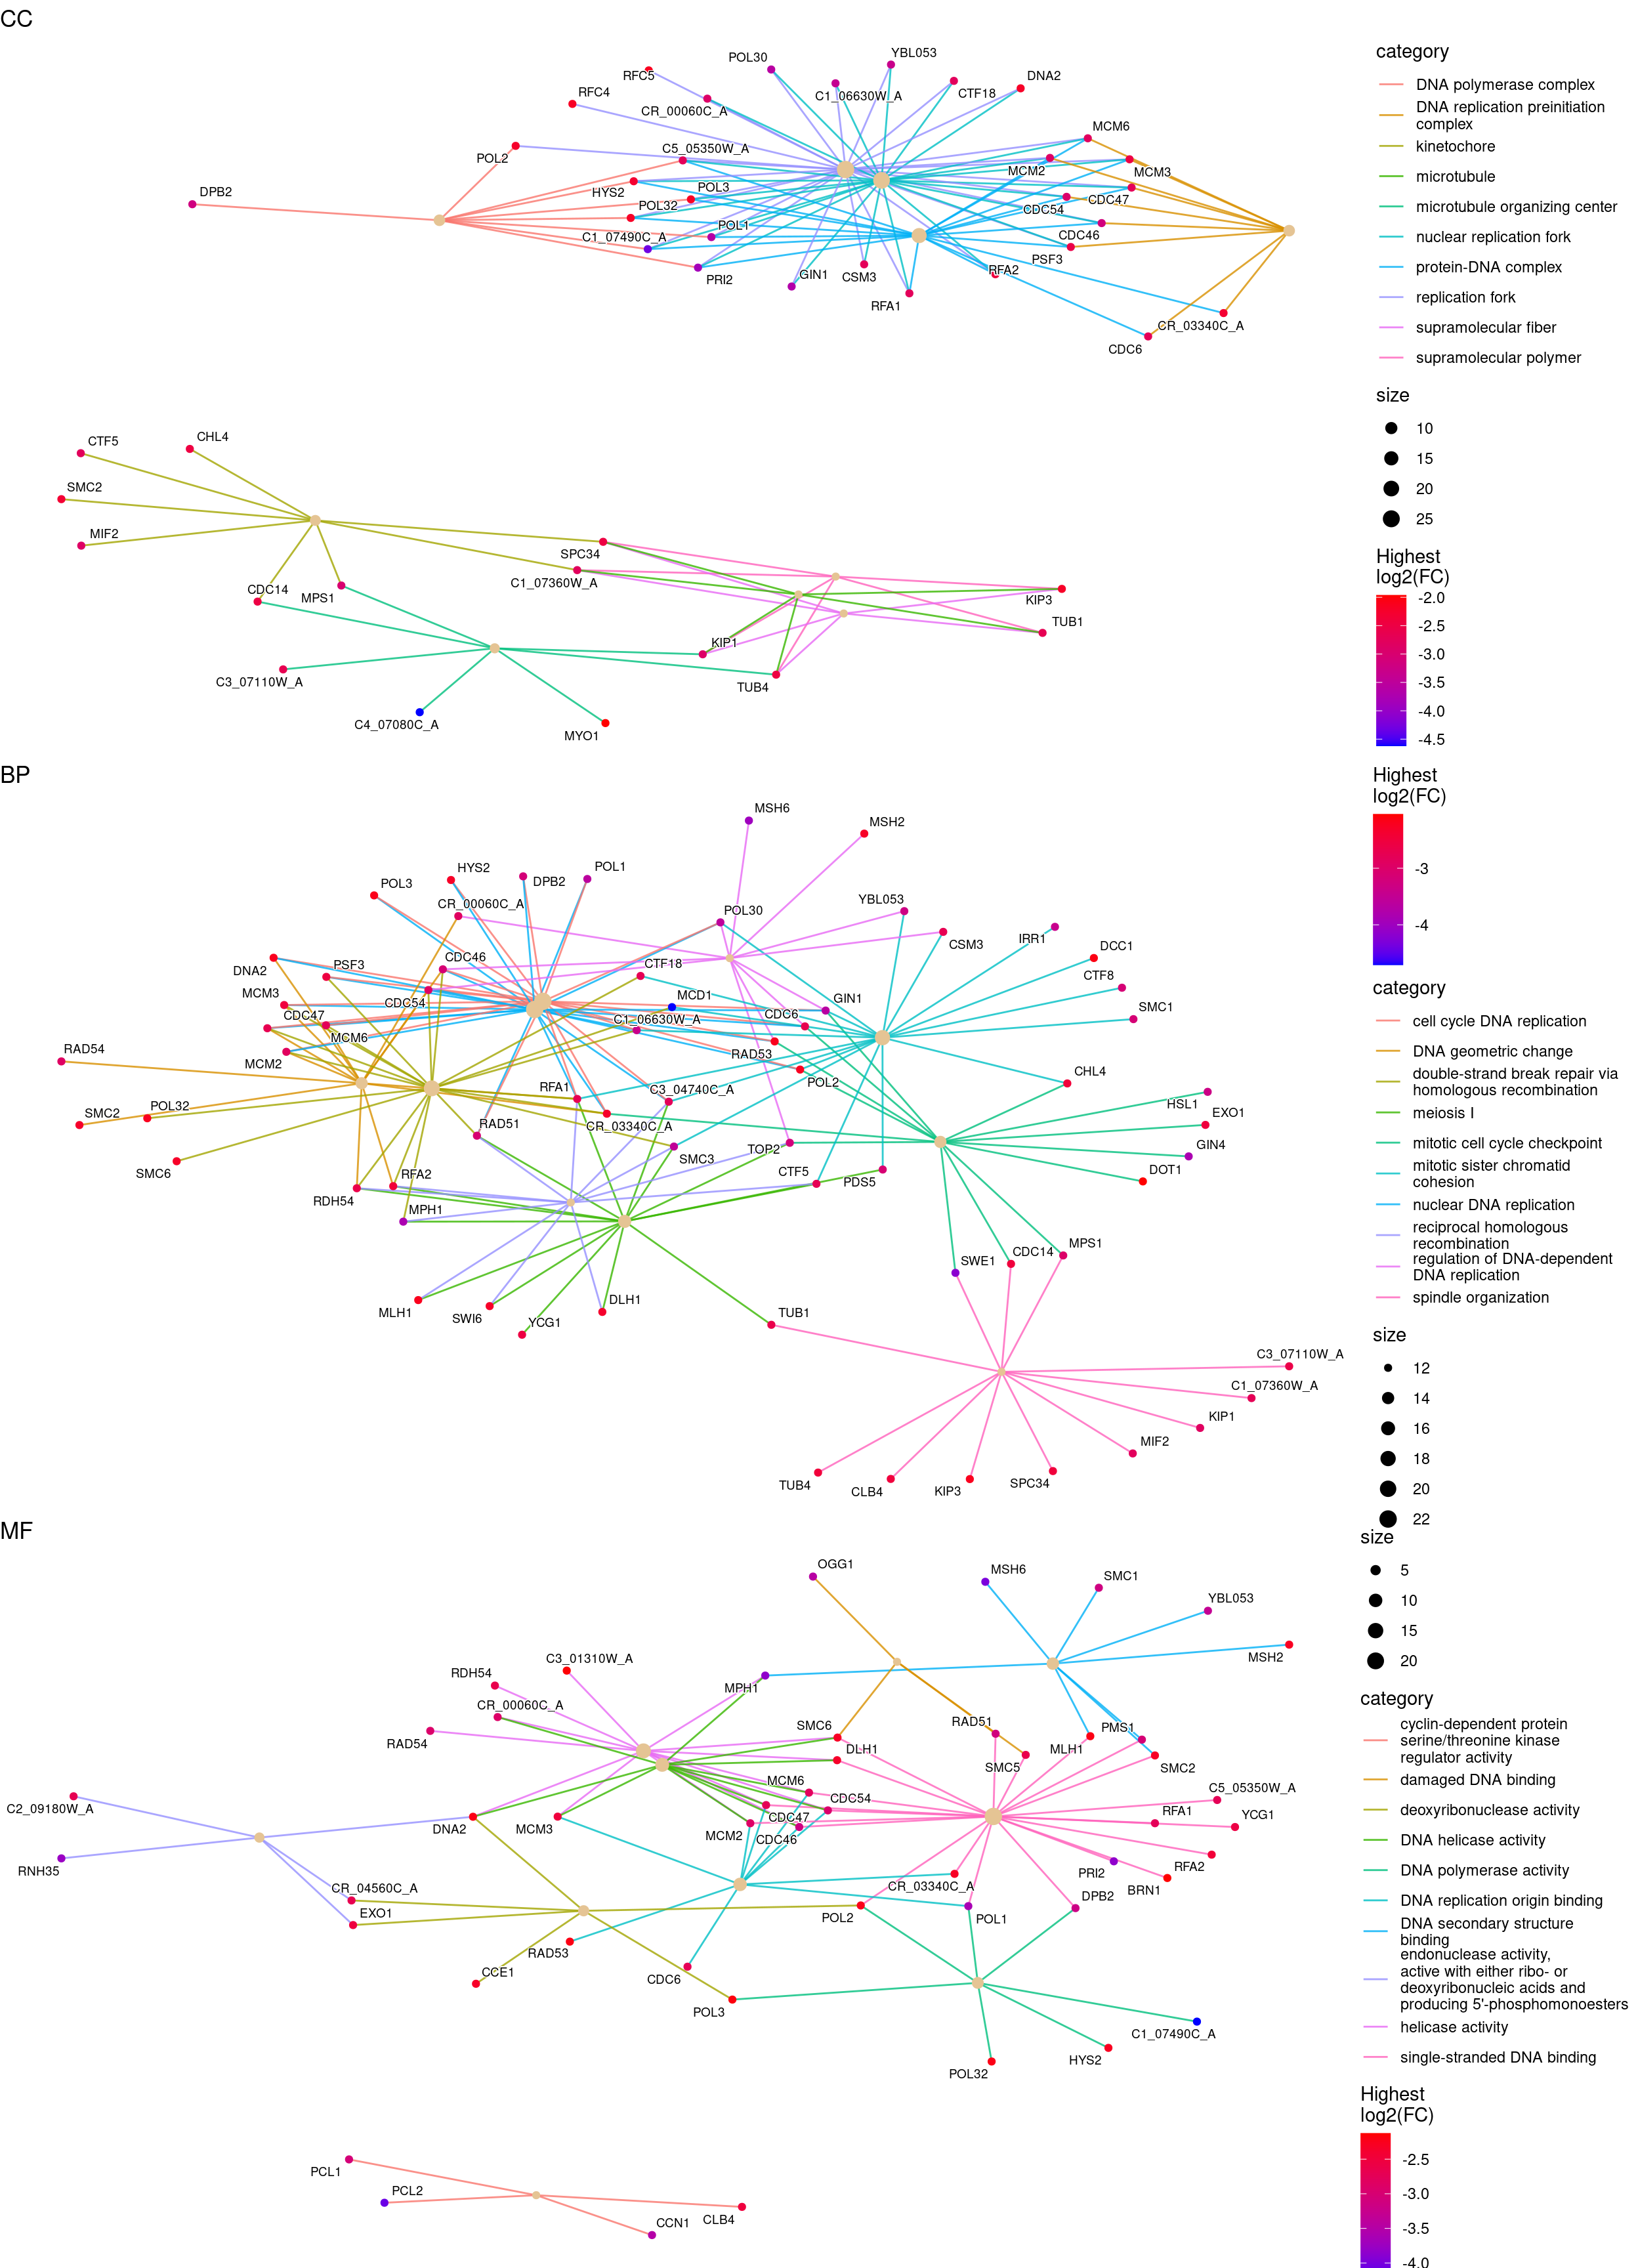 CC
POL30
YBL053
RFC5
RFC4
CR_00060C_A
C1_06630W_A
CTF18
DNA2
MCM6
POL2
C5_05350W_A
MCM2
MCM3
DPB2
HYS2
POL3
POL32
CDC54
CDC47
POL1
C1_07490C_A
CDC46
PSF3
PRI2
GIN1
CSM3
RFA2
RFA1
CR_03340C_A
CDC6
CTF5
CHL4
SMC2
MIF2
SPC34
C1_07360W_A
CDC14
MPS1
KIP3
TUB1
KIP1
C3_07110W_A
TUB4
C4_07080C_A
MYO1
category
DNA polymerase complex
DNA replication preinitiation
complex
kinetochore
microtubule
microtubule organizing center
nuclear replication fork
protein-DNA complex
replication fork
supramolecular fiber
supramolecular polymer
size
10
15
20
25
Highest
log2(FC)
-2.0
-2.5
-3.0
-3.5
-4.0
-4.5
BP
MSH6
MSH2
HYS2
POL1
POL3
DPB2
CR_00060C_A
POL30
YBL053
CSM3
IRR1
DCC1
DNA2
PSF3
CDC46
CTF18
CTF8
MCM3
CDC54
MCD1
GIN1
SMC1
CDC47
C1_06630W_A
CDC6
MCM6
RAD54
MCM2
RAD53
POL2
RFA1
C3_04740C_A
CHL4
SMC2
POL32
HSL1
EXO1
RAD51
CR_03340C_A
SMC6
SMC3
TOP2
GIN4
RDH54
RFA2
CTF5
PDS5
DOT1
MPH1
SWE1
CDC14
MPS1
MLH1
SWI6
YCG1
DLH1
TUB1
C3_07110W_A
C1_07360W_A
KIP1
MIF2
TUB4
CLB4
KIP3
SPC34
Highest
log2(FC)
-3
-4
category
cell cycle DNA replication
DNA geometric change
double-strand break repair via
homologous recombination
meiosis I
mitotic cell cycle checkpoint
mitotic sister chromatid
cohesion
nuclear DNA replication
reciprocal homologous
recombination
regulation of DNA-dependent
DNA replication
spindle organization
size
12
14
16
18
20
22
MF
OGG1
MSH6
SMC1
YBL053
MSH2
RDH54
C3_01310W_A
MPH1
CR_00060C_A
RAD54
SMC6
DLH1
RAD51
SMC5
MLH1
PMS1
SMC2
C2_09180W_A
MCM6
CDC54
C5_05350W_A
RFA1
YCG1
DNA2
MCM3
MCM2
CDC47
CDC46
RNH35
CR_04560C_A
EXO1
CR_03340C_A
PRI2
RFA2
BRN1
DPB2
POL2
POL1
RAD53
CCE1
CDC6
POL3
C1_07490C_A
HYS2
POL32
PCL1
PCL2
CCN1
CLB4
size
5
10
15
20
category
cyclin-dependent protein
serine/threonine kinase
regulator activity
damaged DNA binding
deoxyribonuclease activity
DNA helicase activity
DNA polymerase activity
DNA replication origin binding
DNA secondary structure
binding
endonuclease activity,
active with either ribo- or
deoxyribonucleic acids and
producing 5'-phosphomonoesters
helicase activity
single-stranded DNA binding
Highest
log2(FC)
-2.5
-3.0
-3.5
-4.0